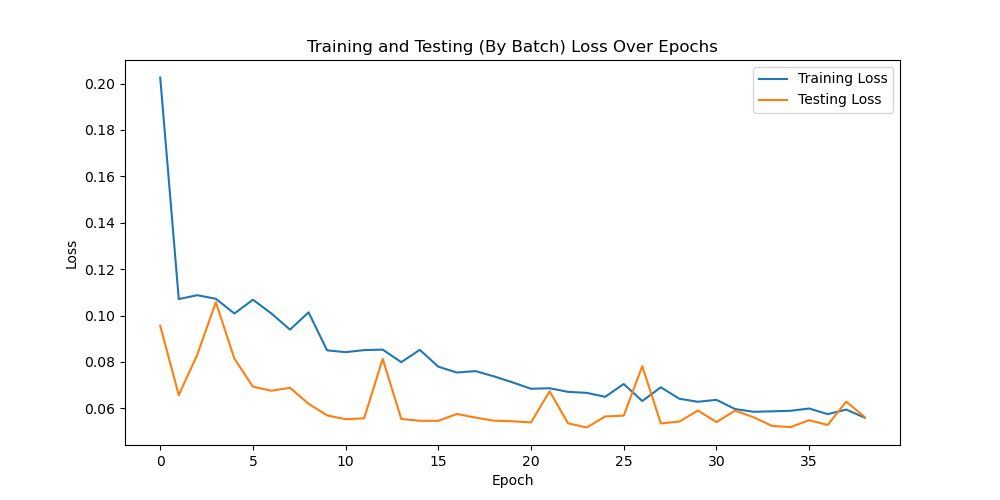 Training and Testing (By Batch) Loss Over Epochs
Training Loss
Testing Loss
0.20
0.18
0.16
0.14
0.12
0.10
0.08
0.06
Loss
0 5 10 15 20 25 30 35
Epoch